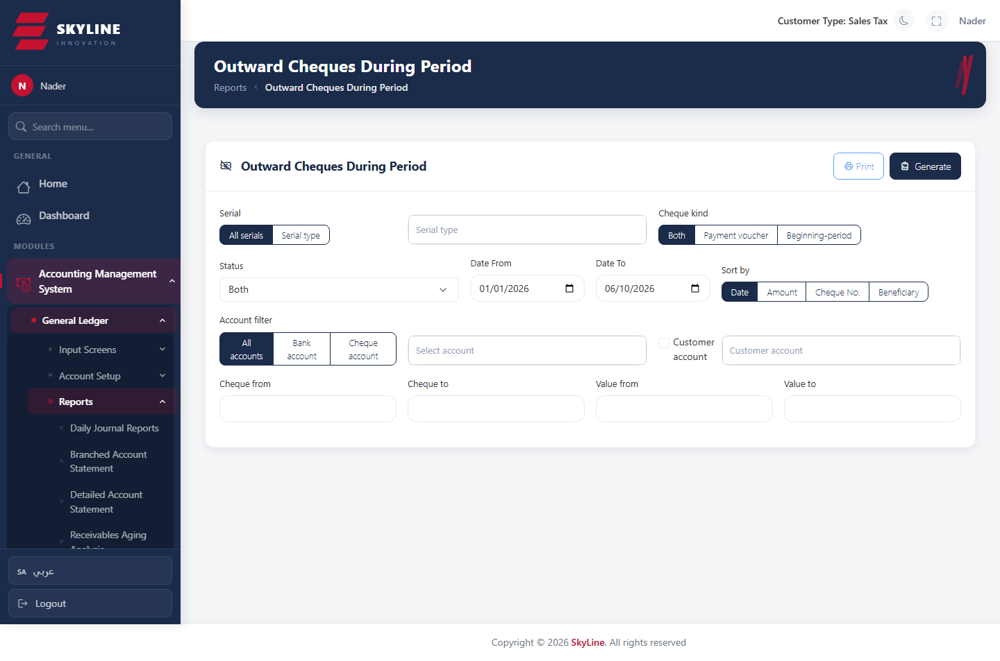 SKYLINE
INNOVATION
N Nader
Search menu...
GENERAL
Home
Dashboard
MODULES
Accounting Management
System
General Ledger
Input Screens
Account Setup
Reports
Daily Journal Reports
Branched Account
Statement
Detailed Account
Statement
Receivables Aging
Analysis
SA عربي
Logout
Customer Type: Sales Tax
Nader
Outward Cheques During Period
Reports Outward Cheques During Period
Outward Cheques During Period
Print
Generate
Serial
All serials Serial type
Serial type
Cheque kind
Both Payment voucher Beginning-period
Status
Both
Date From
01/01/2026
Date To
06/10/2026
Sort by
Date Amount Cheque No. Beneficiary
Account filter
All
accounts
Bank
account
Cheque
account
Select account
Customer
account
Customer account
Cheque from
Cheque to
Value from
Value to
Copyright © 2026 SkyLine. All rights reserved